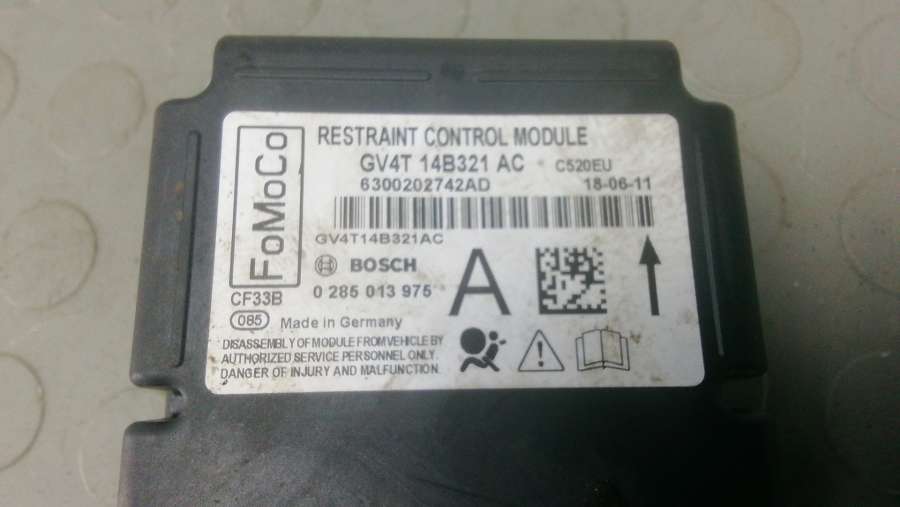 FoMoCo
RESTRAINT CONTROL MODULE
GV4T 14B321 AC C520EU
6300202742AD 18-06-11
GV4T14B321AC
BOSCH
A
CF33B 0 285 013 975
085 Made in Germany
DISASSEMBLY OF MODULE FROM VEHICLE BY
AUTHORIZED SERVICE PERSONNEL ONLY.
DANGER OF INJURY AND MALFUNCTION.